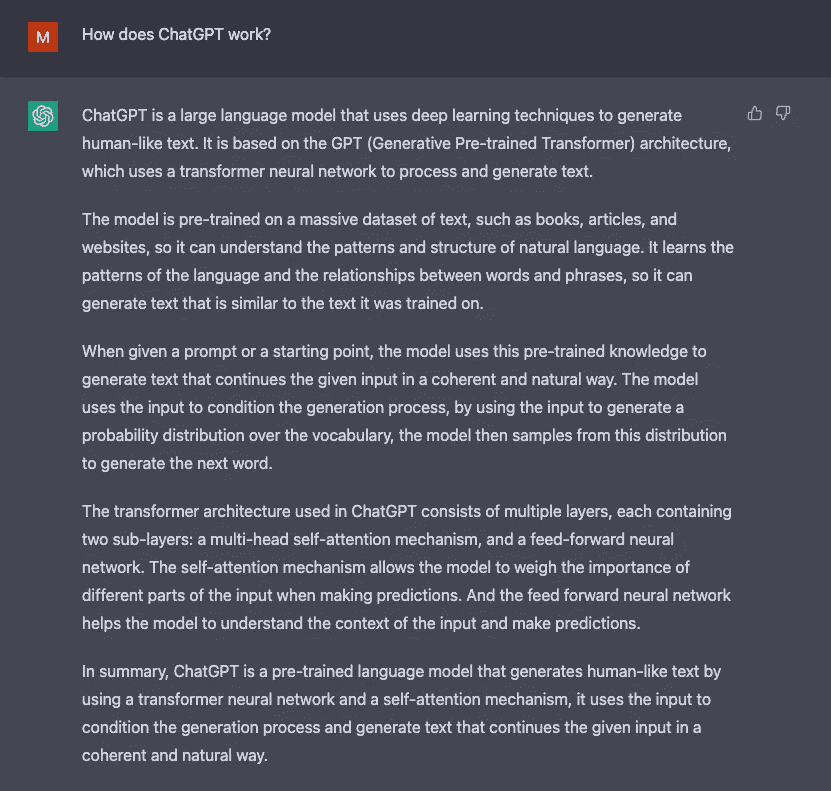 M How does ChatGPT work?
ChatGPT is a large language model that uses deep learning techniques to generate
human-like text. It is based on the GPT (Generative Pre-trained Transformer) architecture,
which uses a transformer neural network to process and generate text.
The model is pre-trained on a massive dataset of text, such as books, articles, and
websites, so it can understand the patterns and structure of natural language. It learns the
patterns of the language and the relationships between words and phrases, so it can
generate text that is similar to the text it was trained on.
When given a prompt or a starting point, the model uses this pre-trained knowledge to
generate text that continues the given input in a coherent and natural way. The model
uses the input to condition the generation process, by using the input to generate a
probability distribution over the vocabulary, the model then samples from this distribution
to generate the next word.
The transformer architecture used in ChatGPT consists of multiple layers, each containing
two sub-layers: a multi-head self-attention mechanism, and a feed-forward neural
network. The self-attention mechanism allows the model to weigh the importance of
different parts of the input when making predictions. And the feed forward neural network
helps the model to understand the context of the input and make predictions.
In summary, ChatGPT is a pre-trained language model that generates human-like text by
using a transformer neural network and a self-attention mechanism, it uses the input to
condition the generation process and generate text that continues the given input in a
coherent and natural way.